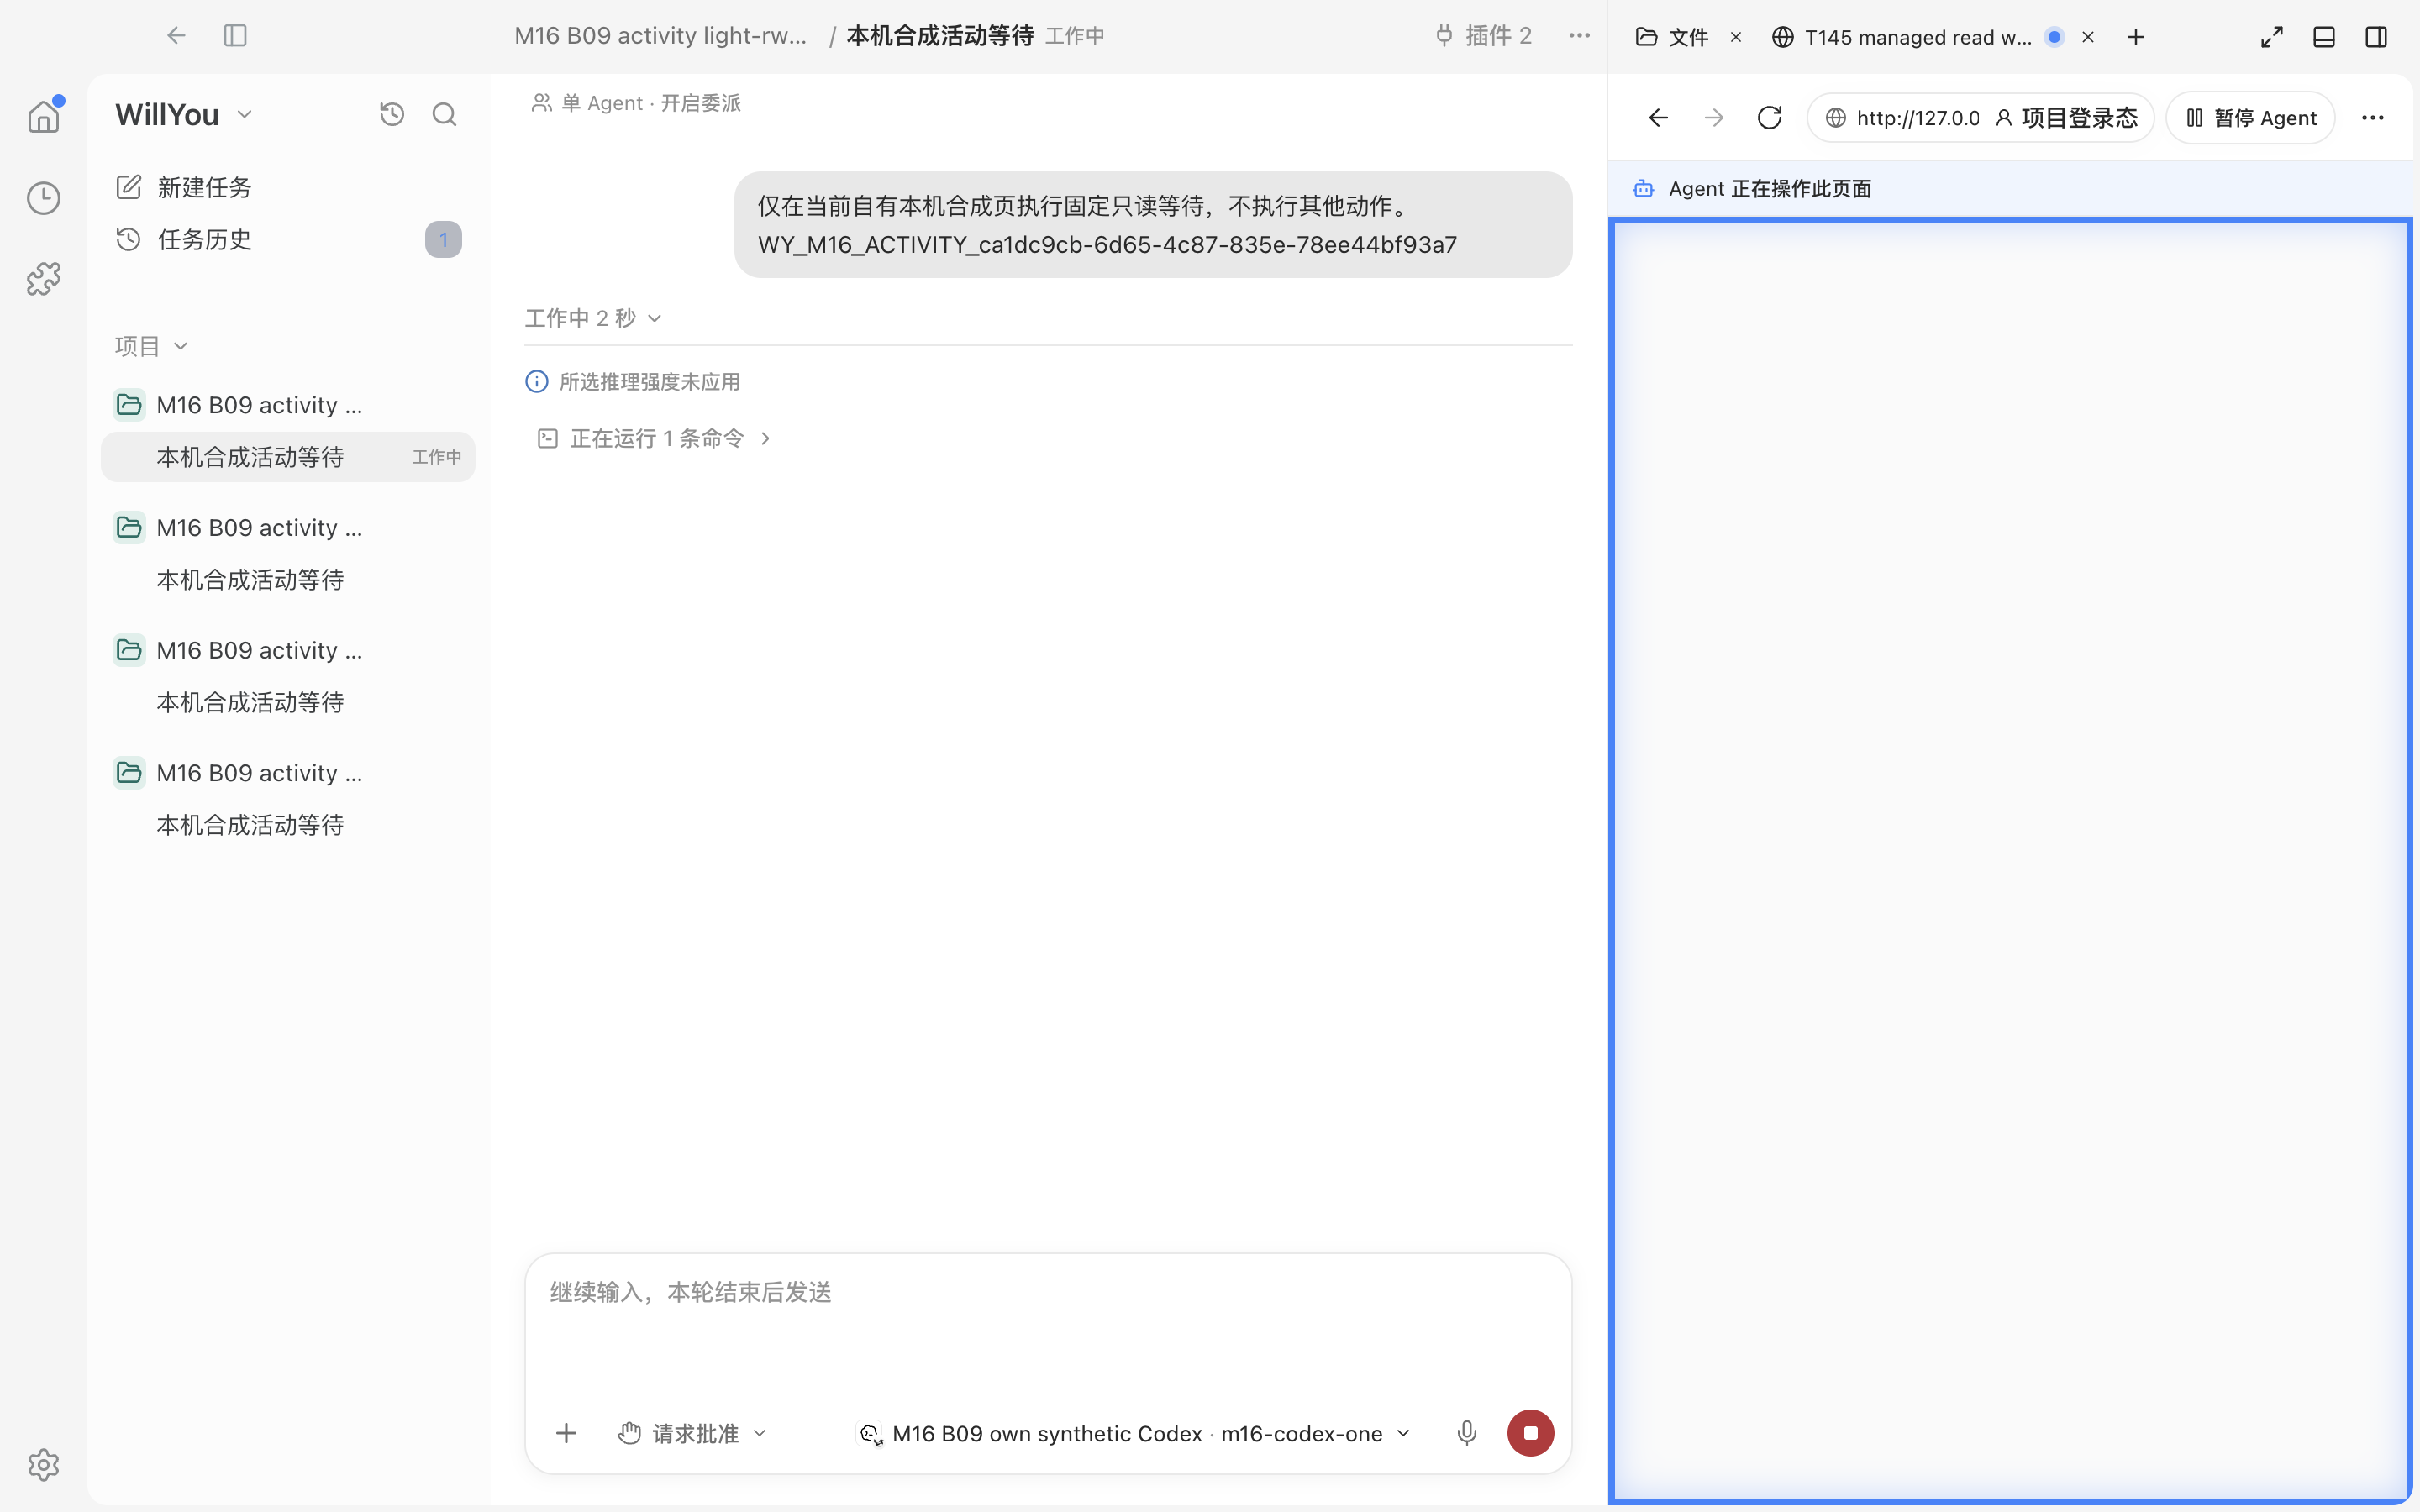 M16 B09 activity light-rw... / 本机合成活动等待 工作中
插件 2
文件
T145 managed read w...
WillYou
新建任务
任务历史 1
项目
M16 B09 activity ...
本机合成活动等待 工作中
M16 B09 activity ...
本机合成活动等待
M16 B09 activity ...
本机合成活动等待
M16 B09 activity ...
本机合成活动等待
单 Agent · 开启委派
仅在当前自有本机合成页执行固定只读等待，不执行其他动作。
WY_M16_ACTIVITY_ca1dc9cb-6d65-4c87-835e-78ee44bf93a7
工作中 2 秒
所选推理强度未应用
正在运行 1 条命令
继续输入，本轮结束后发送
请求批准
M16 B09 own synthetic Codex · m16-codex-one
http://127.0.0
项目登录态
暂停 Agent
Agent 正在操作此页面